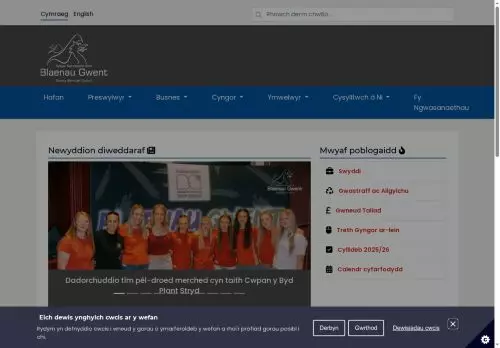 Cymraeg English
Rhowch derm chwilio...
Blaenau Gwent
Hafan Preswylwyr Busnes Cyngor Ymwelwyr Cysylltwch â Ni Fy
Ngwasanaethau
Newyddion diweddaraf
Mwyaf poblogaidd
Dadorchuddio tîm pêl-droed merched cyn taith Cwpan y Byd
Plant Stryd
Swyddi
Gwastraff ac Ailgylchu
Gwneud Taliad
Treth Gyngor ar-lein
Cyllideb 2025/26
Calendr cyfarfodydd
Eich dewis ynghylch cwcis ar y wefan
Rydym yn defnyddio cwcis i wneud y gorau o ymarferoldeb y wefan a rhoi'r profiad gorau posibl i
chi.
Derbyn
Gwrthod
Dewisiadau cwcis